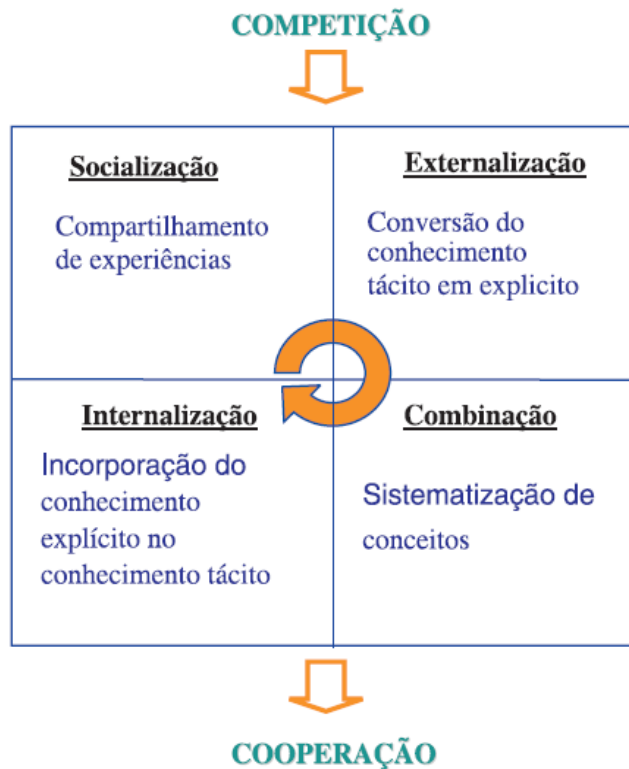 COMPETIÇÃO
Socialização
Compartilhamento
de experiências
Externalização
Conversão do
conhecimento
tácito em explicito
Internalização
Incorporação do
conhecimento
explícito no
conhecimento tácito
Combinação
Sistematização de
conceitos
COOPERAÇÃO